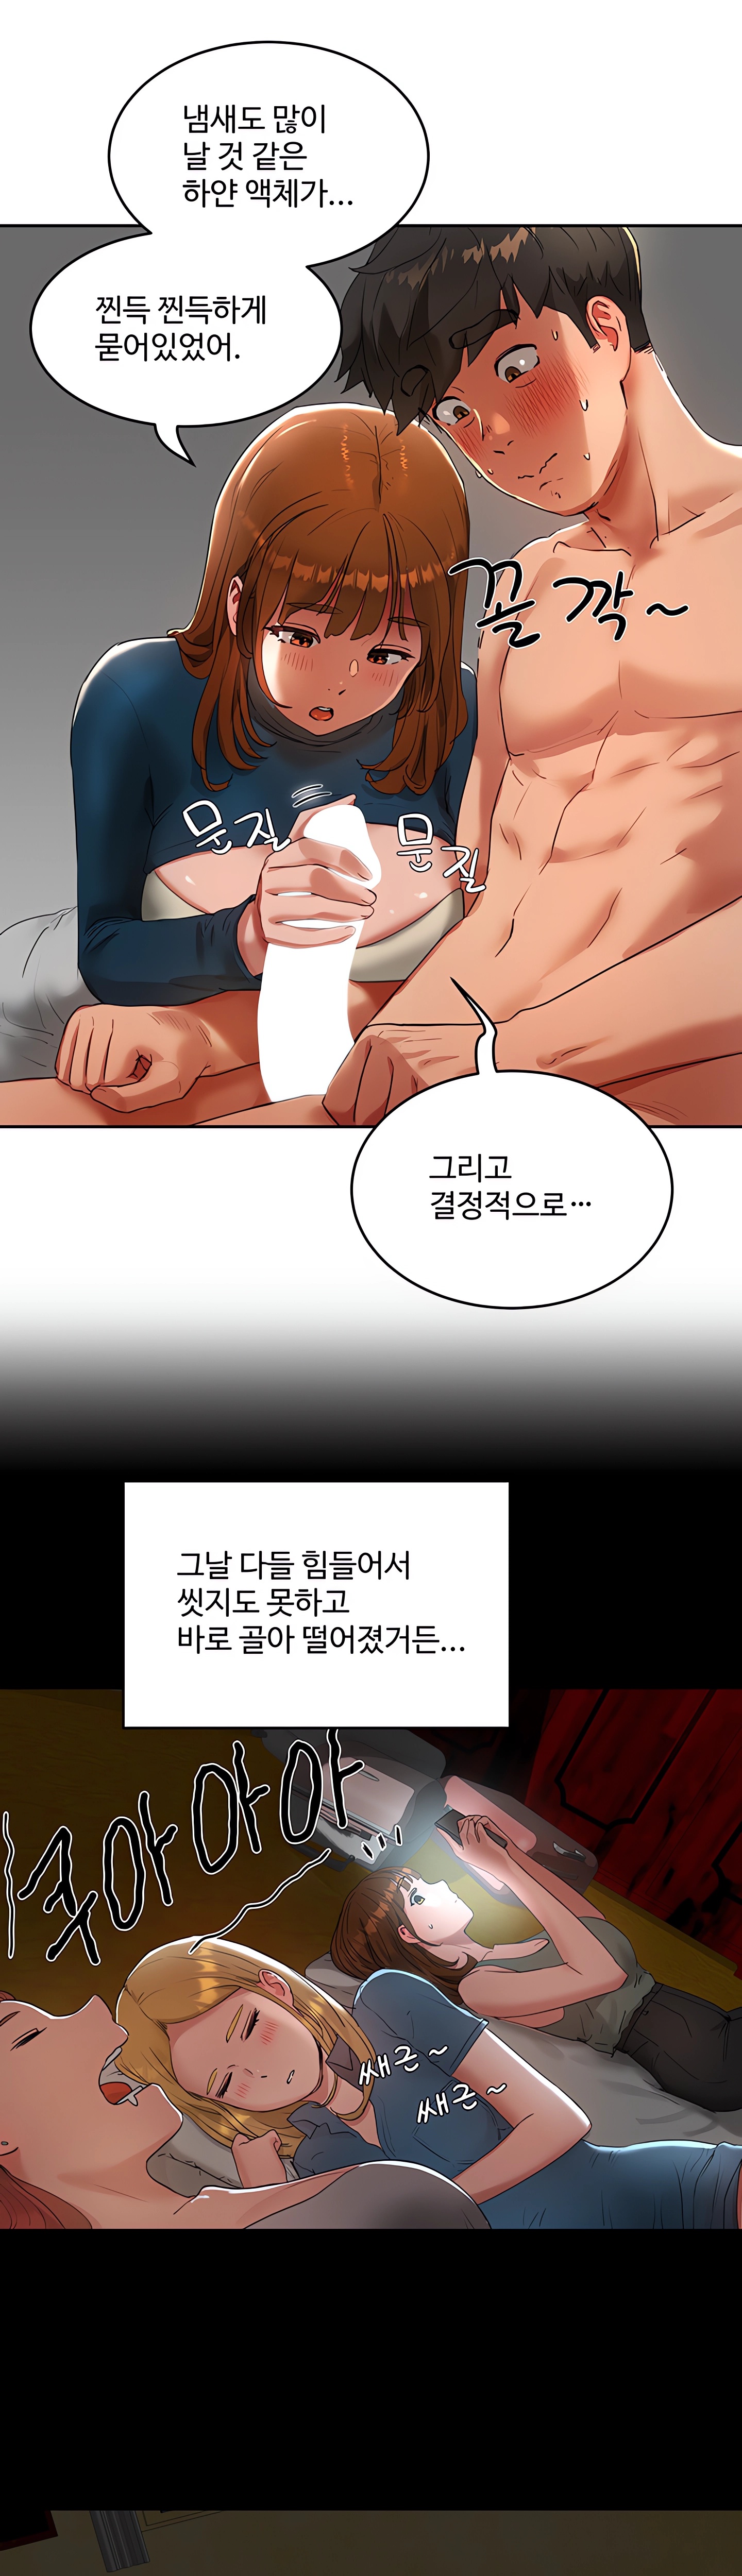 냄새도 많이
날 것 같은
하얀 액체가...
찐득 찐득하게
묻어있었어.
꼴깍~
문질
문질
그리고
결정적으로...
그날 다들 힘들어서
씻지도 못하고
바로 골아 떨어졌거든...
쿠아아아
...
쌔근~
쌔근~